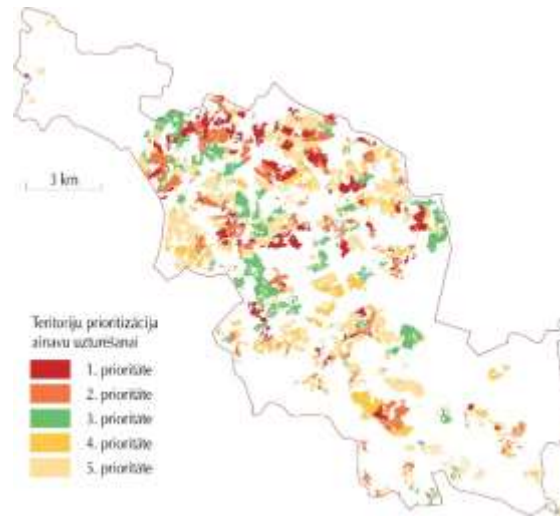 3 km
Teritoriju prioritizācija
ainavu uzturēšanai
1. prioritāte
2. prioritāte
3. prioritāte
4. prioritāte
5. prioritāte